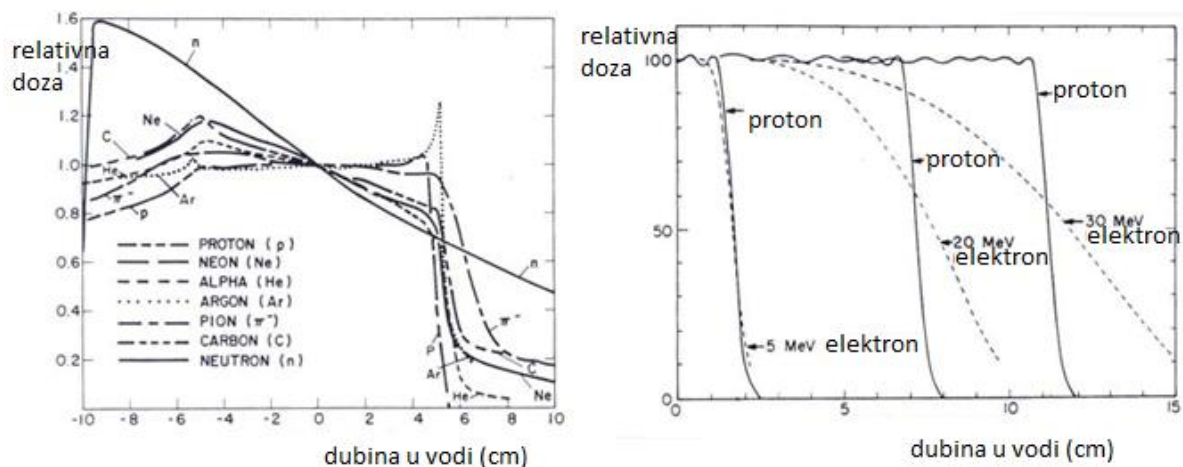 relativna
doza
1.6
1.4
1.2
1.0
0.8
0.6
0.4
0.2
n
Ne
C
He
π⁻
p
Ar
PROTON (p)
NEON (Ne)
ALPHA (He)
ARGON (Ar)
PION (π⁻)
CARBON (C)
NEUTRON (n)
n
π⁻
P
Ar
C
He
Ne
-10 -8 -6 -4 -2 0 2 4 6 8 10
dubina u vodi (cm)
relativna
doza
100
50
0
proton
proton
proton
30 MeV
elektron
20 MeV
elektron
5 MeV elektron
0 5 10 15
dubina u vodi (cm)